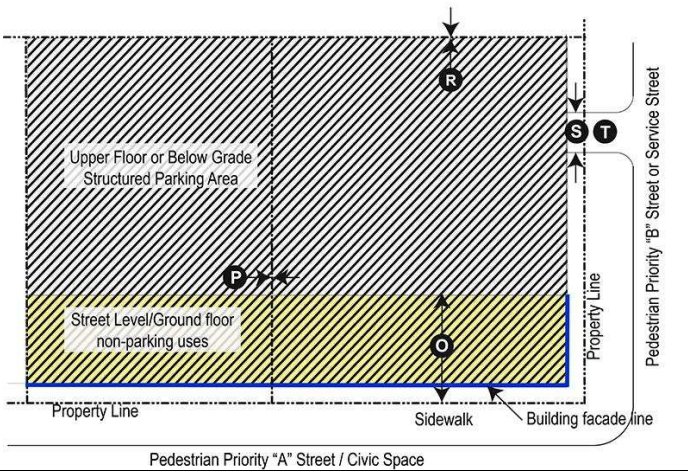 R
S T
Upper Floor or Below Grade
Structured Parking Area
P
Street Level/Ground floor
non-parking uses
O
Property Line
Sidewalk
Building facade line
Pedestrian Priority “A” Street / Civic Space
Property Line
Pedestrian Priority “B” Street or Service Street